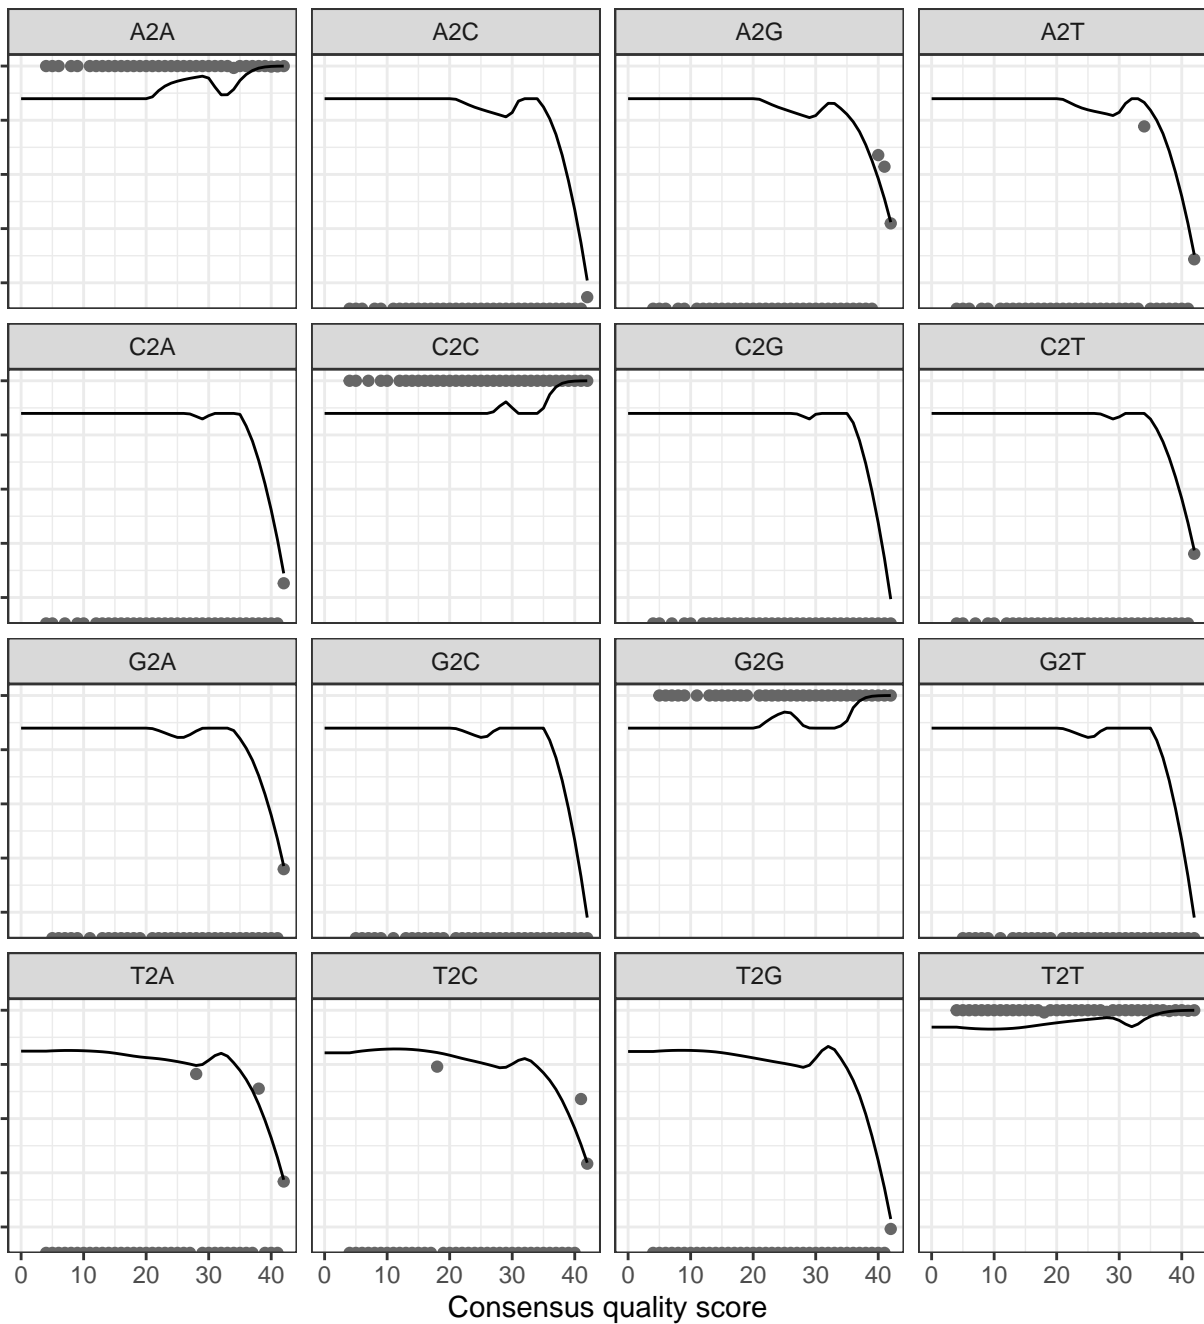 A2A A2C A2G A2T
C2A C2C C2G C2T
G2A G2C G2G G2T
T2A T2C T2G T2T
0 10 20 30 40 0 10 20 30 40 0 10 20 30 40 0 10 20 30 40
Consensus quality score